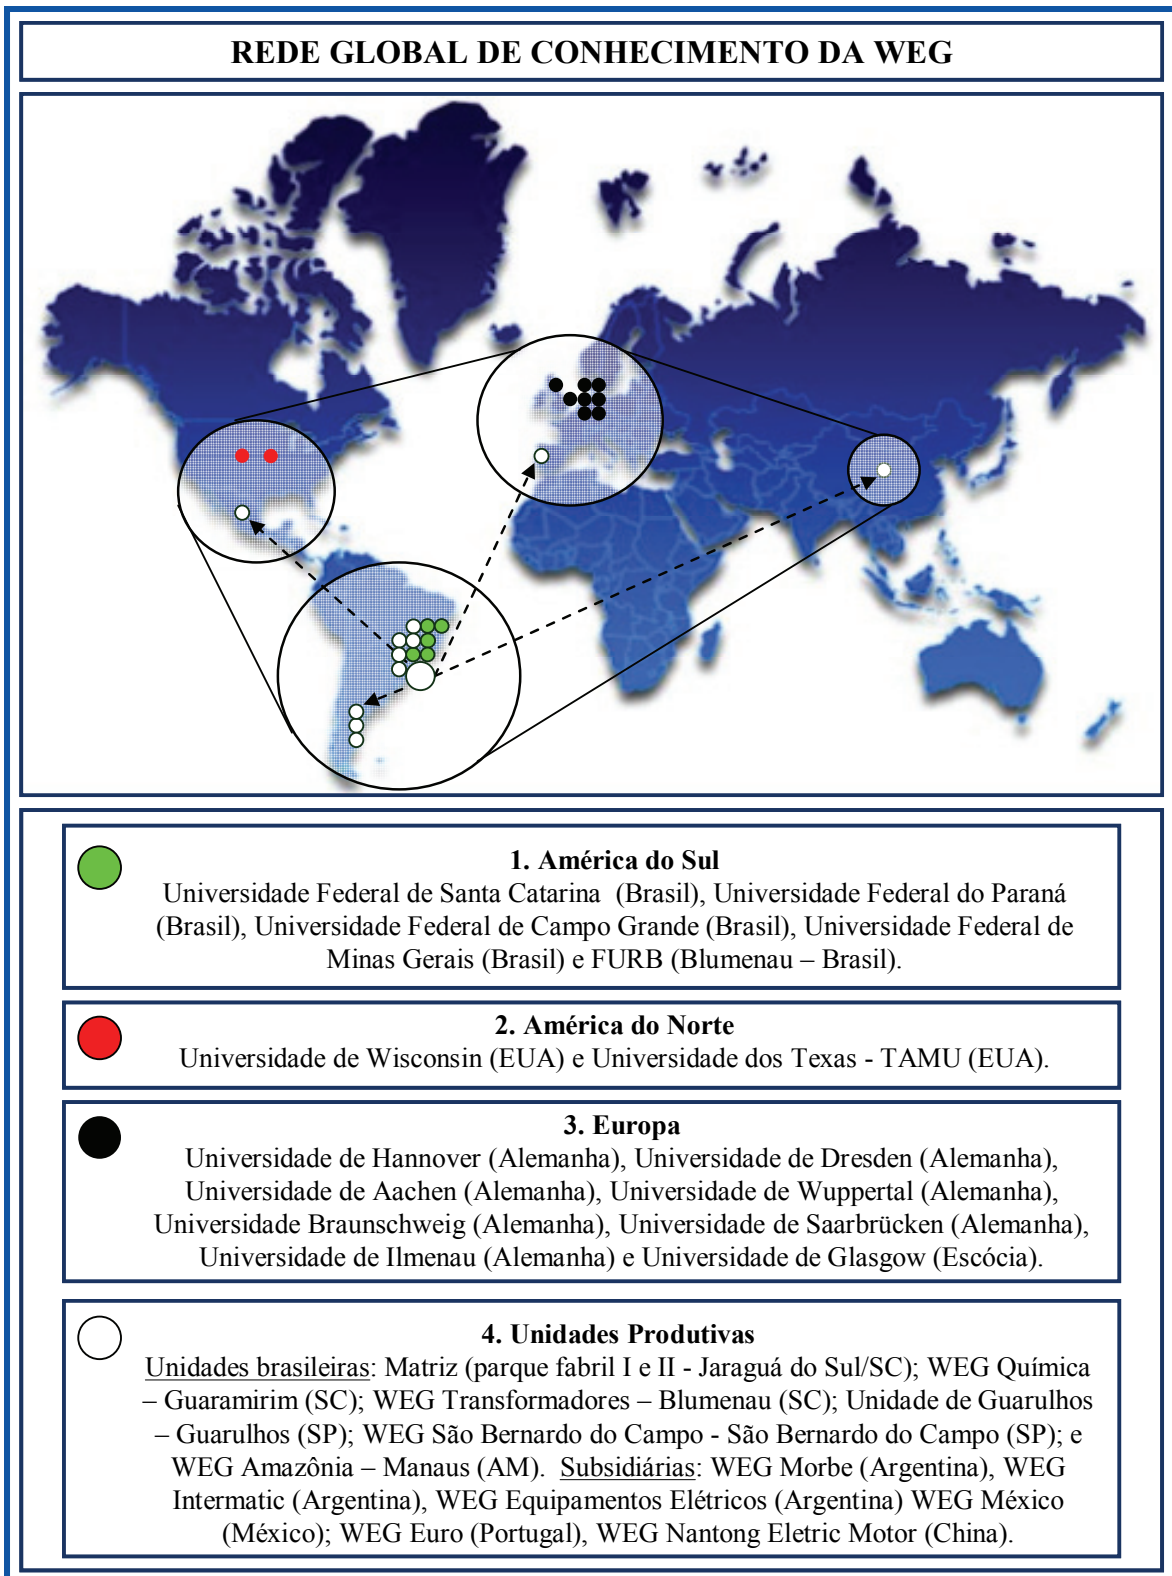 REDE GLOBAL DE CONHECIMENTO DA WEG
1. América do Sul
Universidade Federal de Santa Catarina (Brasil), Universidade Federal do Paraná
(Brasil), Universidade Federal de Campo Grande (Brasil), Universidade Federal de
Minas Gerais (Brasil) e FURB (Blumenau – Brasil).
2. América do Norte
Universidade de Wisconsin (EUA) e Universidade dos Texas - TAMU (EUA).
3. Europa
Universidade de Hannover (Alemanha), Universidade de Dresden (Alemanha),
Universidade de Aachen (Alemanha), Universidade de Wuppertal (Alemanha),
Universidade Braunschweig (Alemanha), Universidade de Saarbrücken (Alemanha),
Universidade de Ilmenau (Alemanha) e Universidade de Glasgow (Escócia).
4. Unidades Produtivas
Unidades brasileiras: Matriz (parque fabril I e II - Jaraguá do Sul/SC); WEG Química
– Guaramirim (SC); WEG Transformadores – Blumenau (SC); Unidade de Guarulhos
– Guarulhos (SP); WEG São Bernardo do Campo - São Bernardo do Campo (SP); e
WEG Amazônia – Manaus (AM). Subsidiárias: WEG Morbe (Argentina), WEG
Intermatic (Argentina), WEG Equipamentos Elétricos (Argentina) WEG México
(México); WEG Euro (Portugal), WEG Nantong Eletric Motor (China).